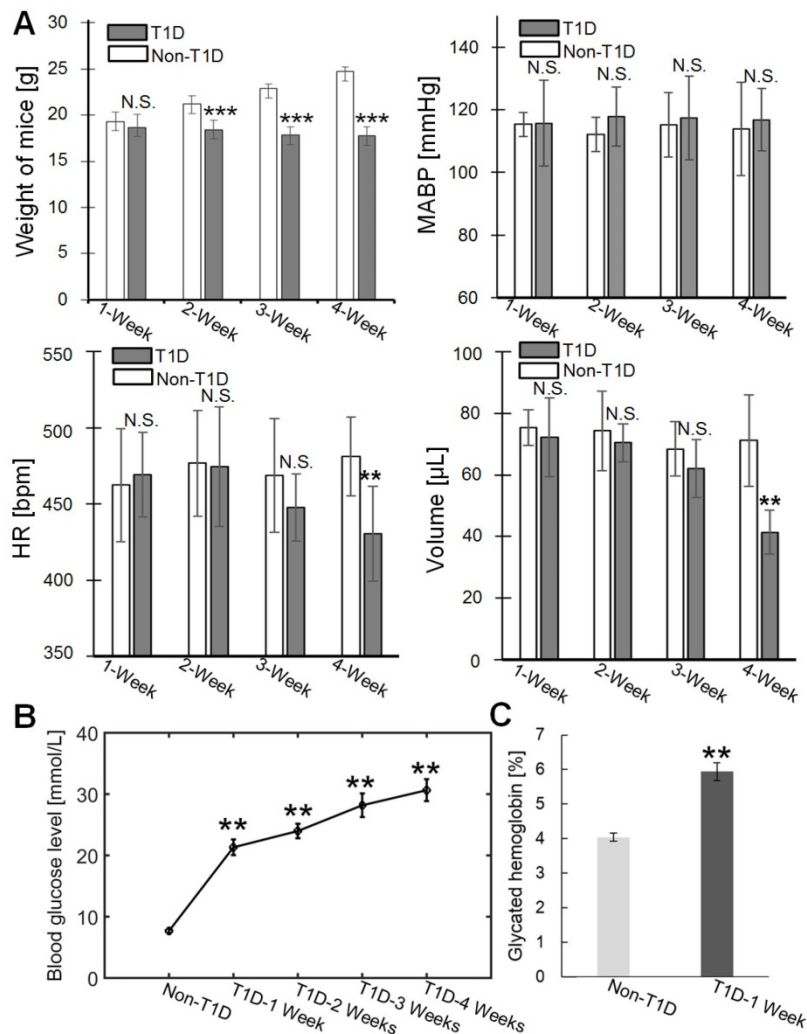 A
Weight of mice [g]
30
25
20
15
10
5
0
T1D
Non-T1D
N.S.
***
***
***
1-Week
2-Week
3-Week
4-Week
MABP [mmHg]
140
120
100
80
60
T1D
Non-T1D
N.S.
N.S.
N.S.
N.S.
1-Week
2-Week
3-Week
4-Week
HR [bpm]
550
500
450
400
350
T1D
Non-T1D
N.S.
N.S.
N.S.
**
1-Week
2-Week
3-Week
4-Week
Volume [µL]
100
80
60
40
20
0
T1D
Non-T1D
N.S.
N.S.
N.S.
**
1-Week
2-Week
3-Week
4-Week
B
Blood glucose level [mmol/L]
40
30
20
10
0
**
**
**
**
Non-T1D
T1D-1 Week
T1D-2 Weeks
T1D-3 Weeks
T1D-4 Weeks
C
Glycated hemoglobin [%]
7
6
5
4
3
2
1
0
**
Non-T1D
T1D-1 Week